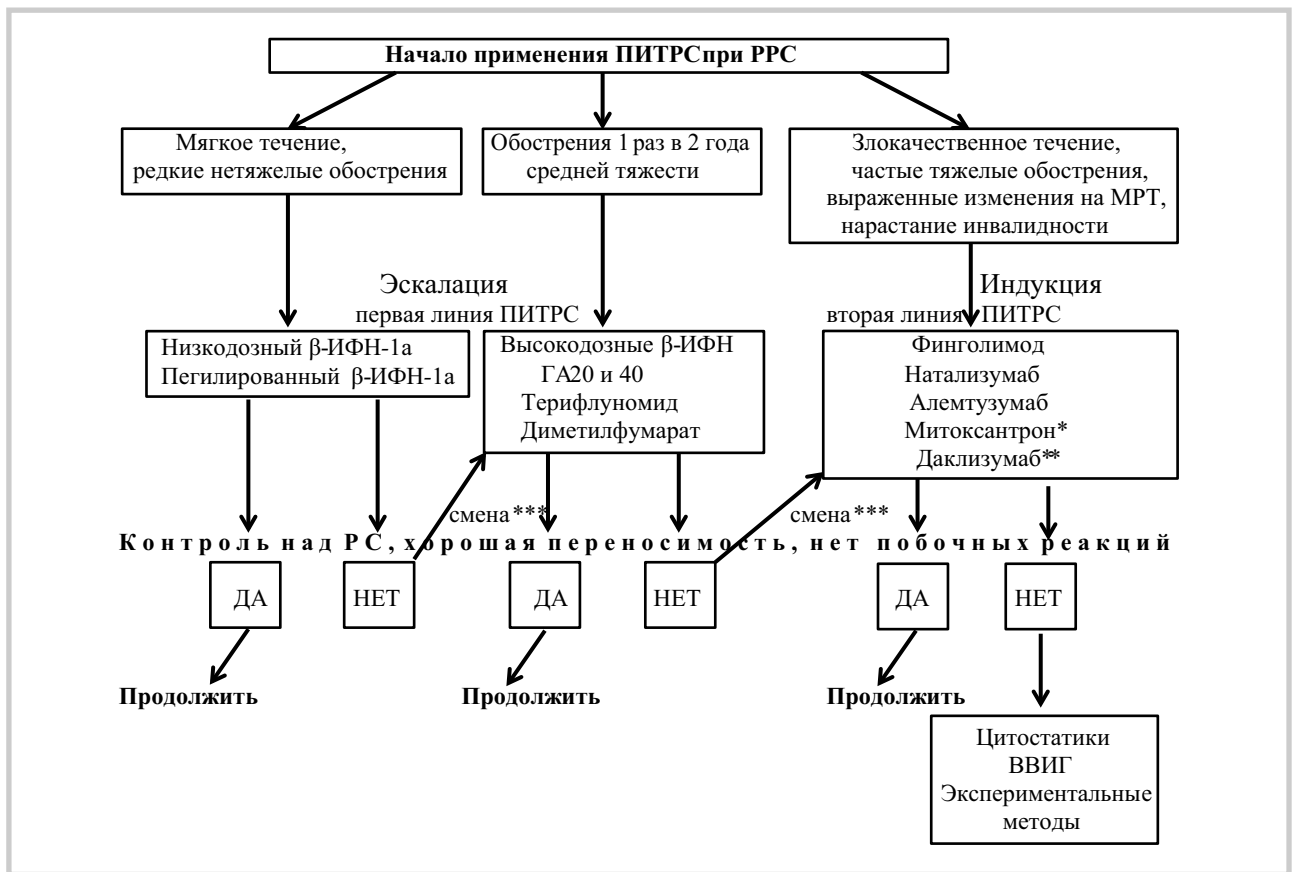 Начало применения ПИТРС при РРС
Мягкое течение,
редкие нетяжелые обострения
Обострения 1 раз в 2 года
средней тяжести
Злокачественное течение,
частые тяжелые обострения,
выраженные изменения на МРТ,
нарастание инвалидности
Эскалация
первая линия ПИТРС
Индукция
вторая линия ПИТРС
Низкодозный β-ИФН-1а
Пегилированный β-ИФН-1а
Высокодозные β-ИФН
ГА20 и 40
Терифлуномид
Диметилфумарат
Финголимод
Натализумаб
Алемтузумаб
Митоксантрон*
Даклизумаб**
смена***
смена***
Контроль над РС, хорошая переносимость, нет побочных реакций
ДА
НЕТ
ДА
НЕТ
ДА
НЕТ
Продолжить
Продолжить
Продолжить
Цитостатики
ВВИГ
Экспериментальные
методы